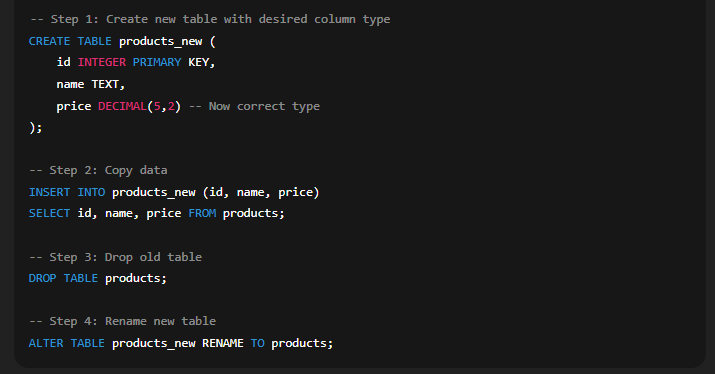 -- Step 1: Create new table with desired column type
CREATE TABLE products_new (
    id INTEGER PRIMARY KEY,
    name TEXT,
    price DECIMAL(5,2) -- Now correct type
);
-- Step 2: Copy data
INSERT INTO products_new (id, name, price)
SELECT id, name, price FROM products;
-- Step 3: Drop old table
DROP TABLE products;
-- Step 4: Rename new table
ALTER TABLE products_new RENAME TO products;